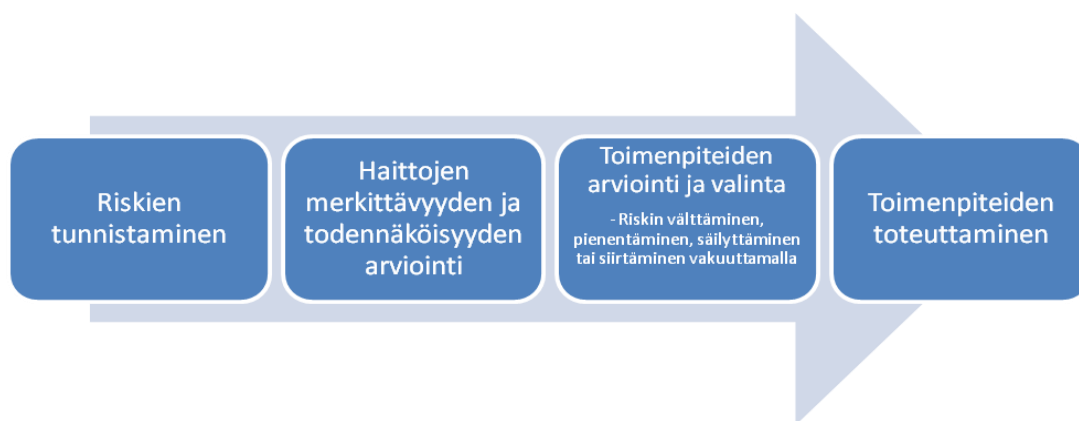 Riskien
tunnistaminen
Haittojen
merkittävyyden ja
todennäköisyyden
arviointi
Toimenpiteiden
arviointi ja valinta
- Riskin välttäminen,
pienentäminen, säilyttäminen
tai siirtäminen vakuuttamalla
Toimenpiteiden
toteuttaminen